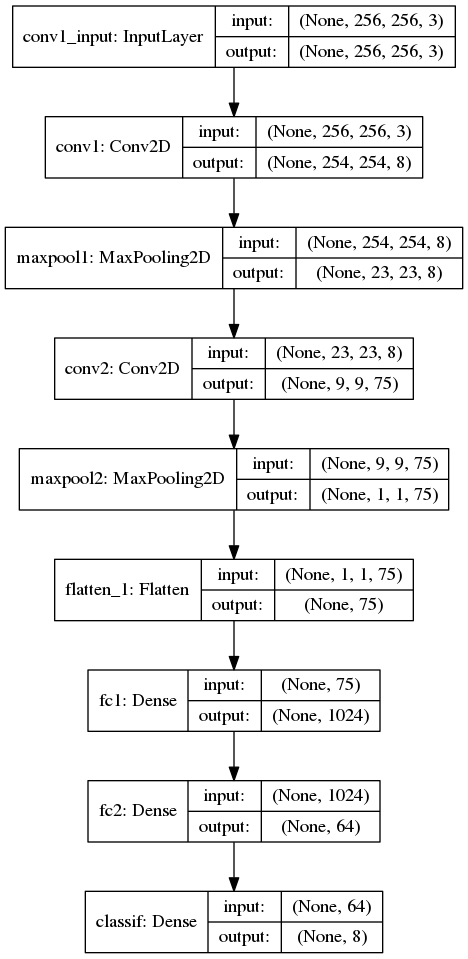 conv1_input: InputLayer
input: (None, 256, 256, 3)
output: (None, 256, 256, 3)
conv1: Conv2D
input: (None, 256, 256, 3)
output: (None, 254, 254, 8)
maxpool1: MaxPooling2D
input: (None, 254, 254, 8)
output: (None, 23, 23, 8)
conv2: Conv2D
input: (None, 23, 23, 8)
output: (None, 9, 9, 75)
maxpool2: MaxPooling2D
input: (None, 9, 9, 75)
output: (None, 1, 1, 75)
flatten_1: Flatten
input: (None, 1, 1, 75)
output: (None, 75)
fc1: Dense
input: (None, 75)
output: (None, 1024)
fc2: Dense
input: (None, 1024)
output: (None, 64)
classif: Dense
input: (None, 64)
output: (None, 8)